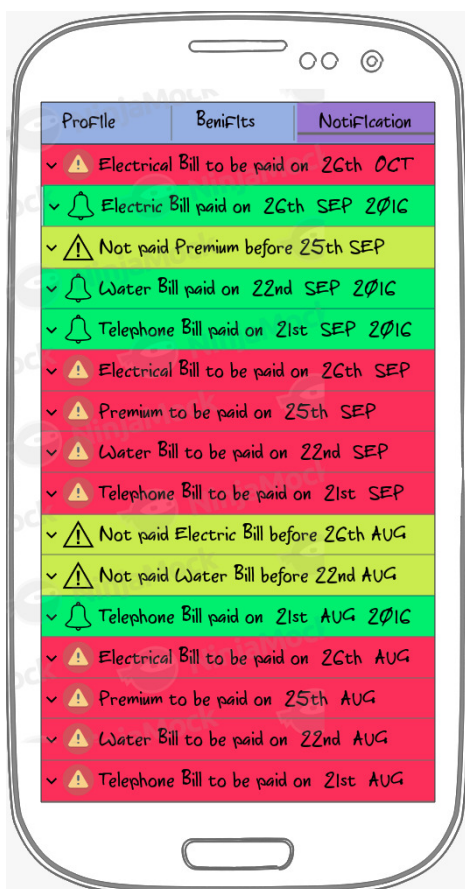 Profile Benifits Notification
Electrical Bill to be paid on 26th OCT
Electric Bill paid on 26th SEP 2016
Not paid Premium before 25th SEP
Water Bill paid on 22nd SEP 2016
Telephone Bill paid on 21st SEP 2016
Electrical Bill to be paid on 26th SEP
Premium to be paid on 25th SEP
Water Bill to be paid on 22nd SEP
Telephone Bill to be paid on 21st SEP
Not paid Electric Bill before 26th AUG
Not paid Water Bill before 22nd AUG
Telephone Bill paid on 21st AUG 2016
Electrical Bill to be paid on 26th AUG
Premium to be paid on 25th AUG
Water Bill to be paid on 22nd AUG
Telephone Bill to be paid on 21st AUG
NinjaMock